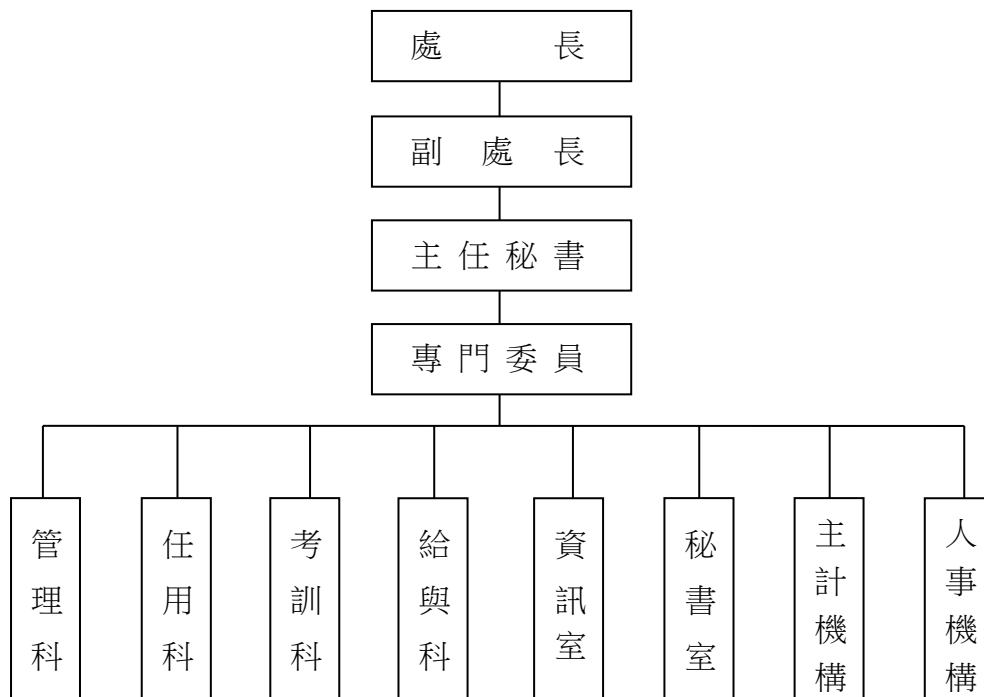 處長
副處長
主任秘書
專門委員
管理科
任用科
考訓科
給與科
資訊室
秘書室
主計機構
人事機構